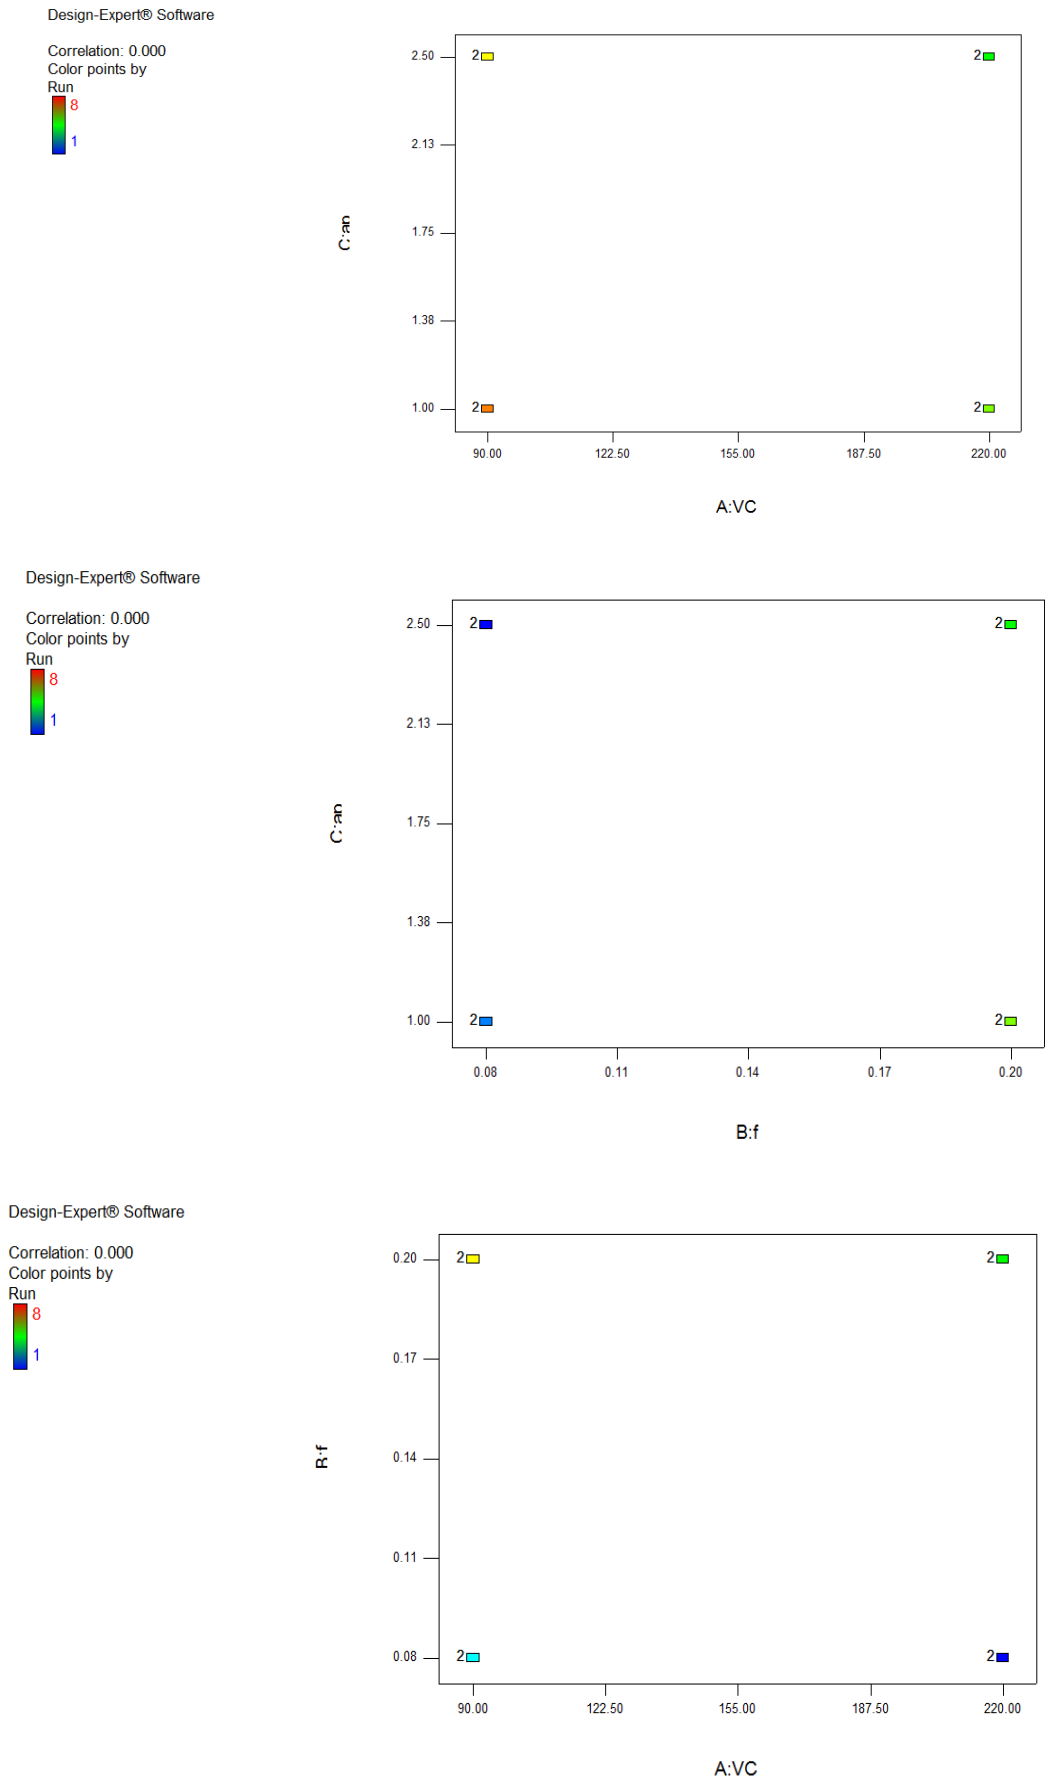 Design-Expert® Software
Correlation: 0.000
Color points by
Run
8
1
C:ap
2.50
2.13
1.75
1.38
1.00
2
2
2
2
90.00 122.50 155.00 187.50 220.00
A:VC
Design-Expert® Software
Correlation: 0.000
Color points by
Run
8
1
C:ap
2.50
2.13
1.75
1.38
1.00
2
2
2
2
0.08 0.11 0.14 0.17 0.20
B:f
Design-Expert® Software
Correlation: 0.000
Color points by
Run
8
1
B:f
0.20
0.17
0.14
0.11
0.08
2
2
2
2
90.00 122.50 155.00 187.50 220.00
A:VC